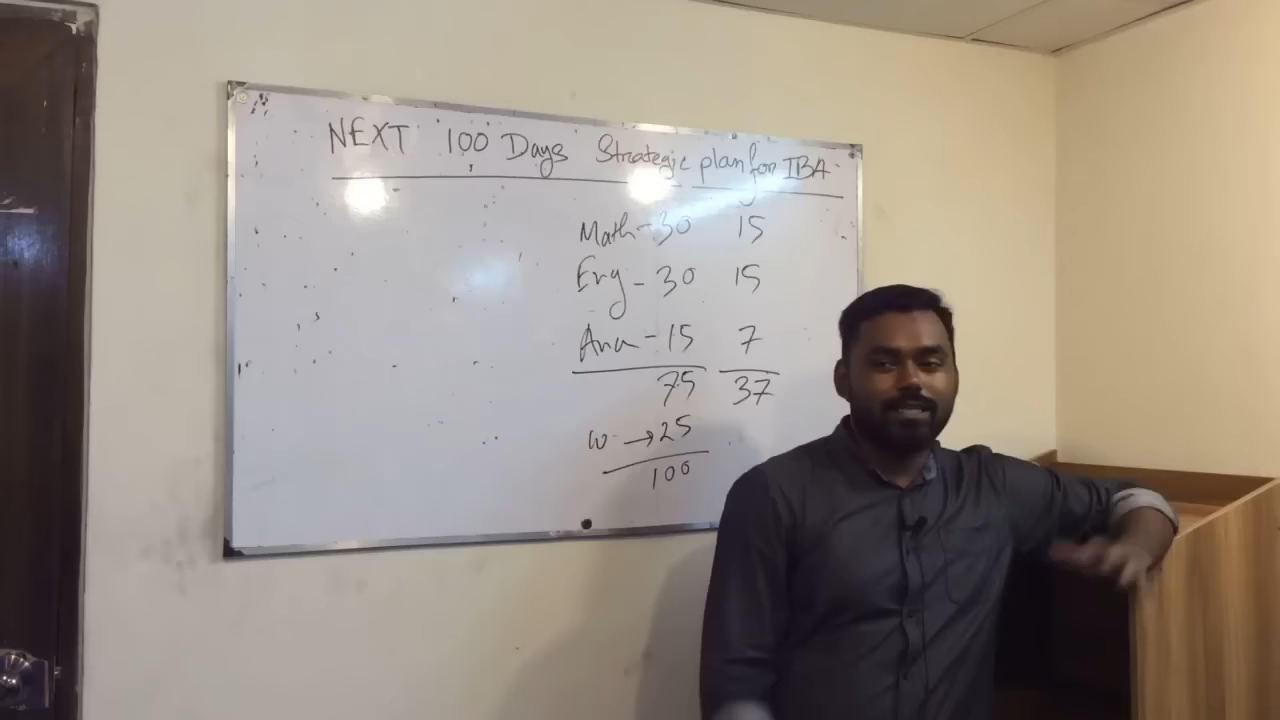 NEXT 100 Days Strategic plan for IBA
Math - 30 15
Eng - 30 15
Ana - 15 7
75 37
W → 25
100